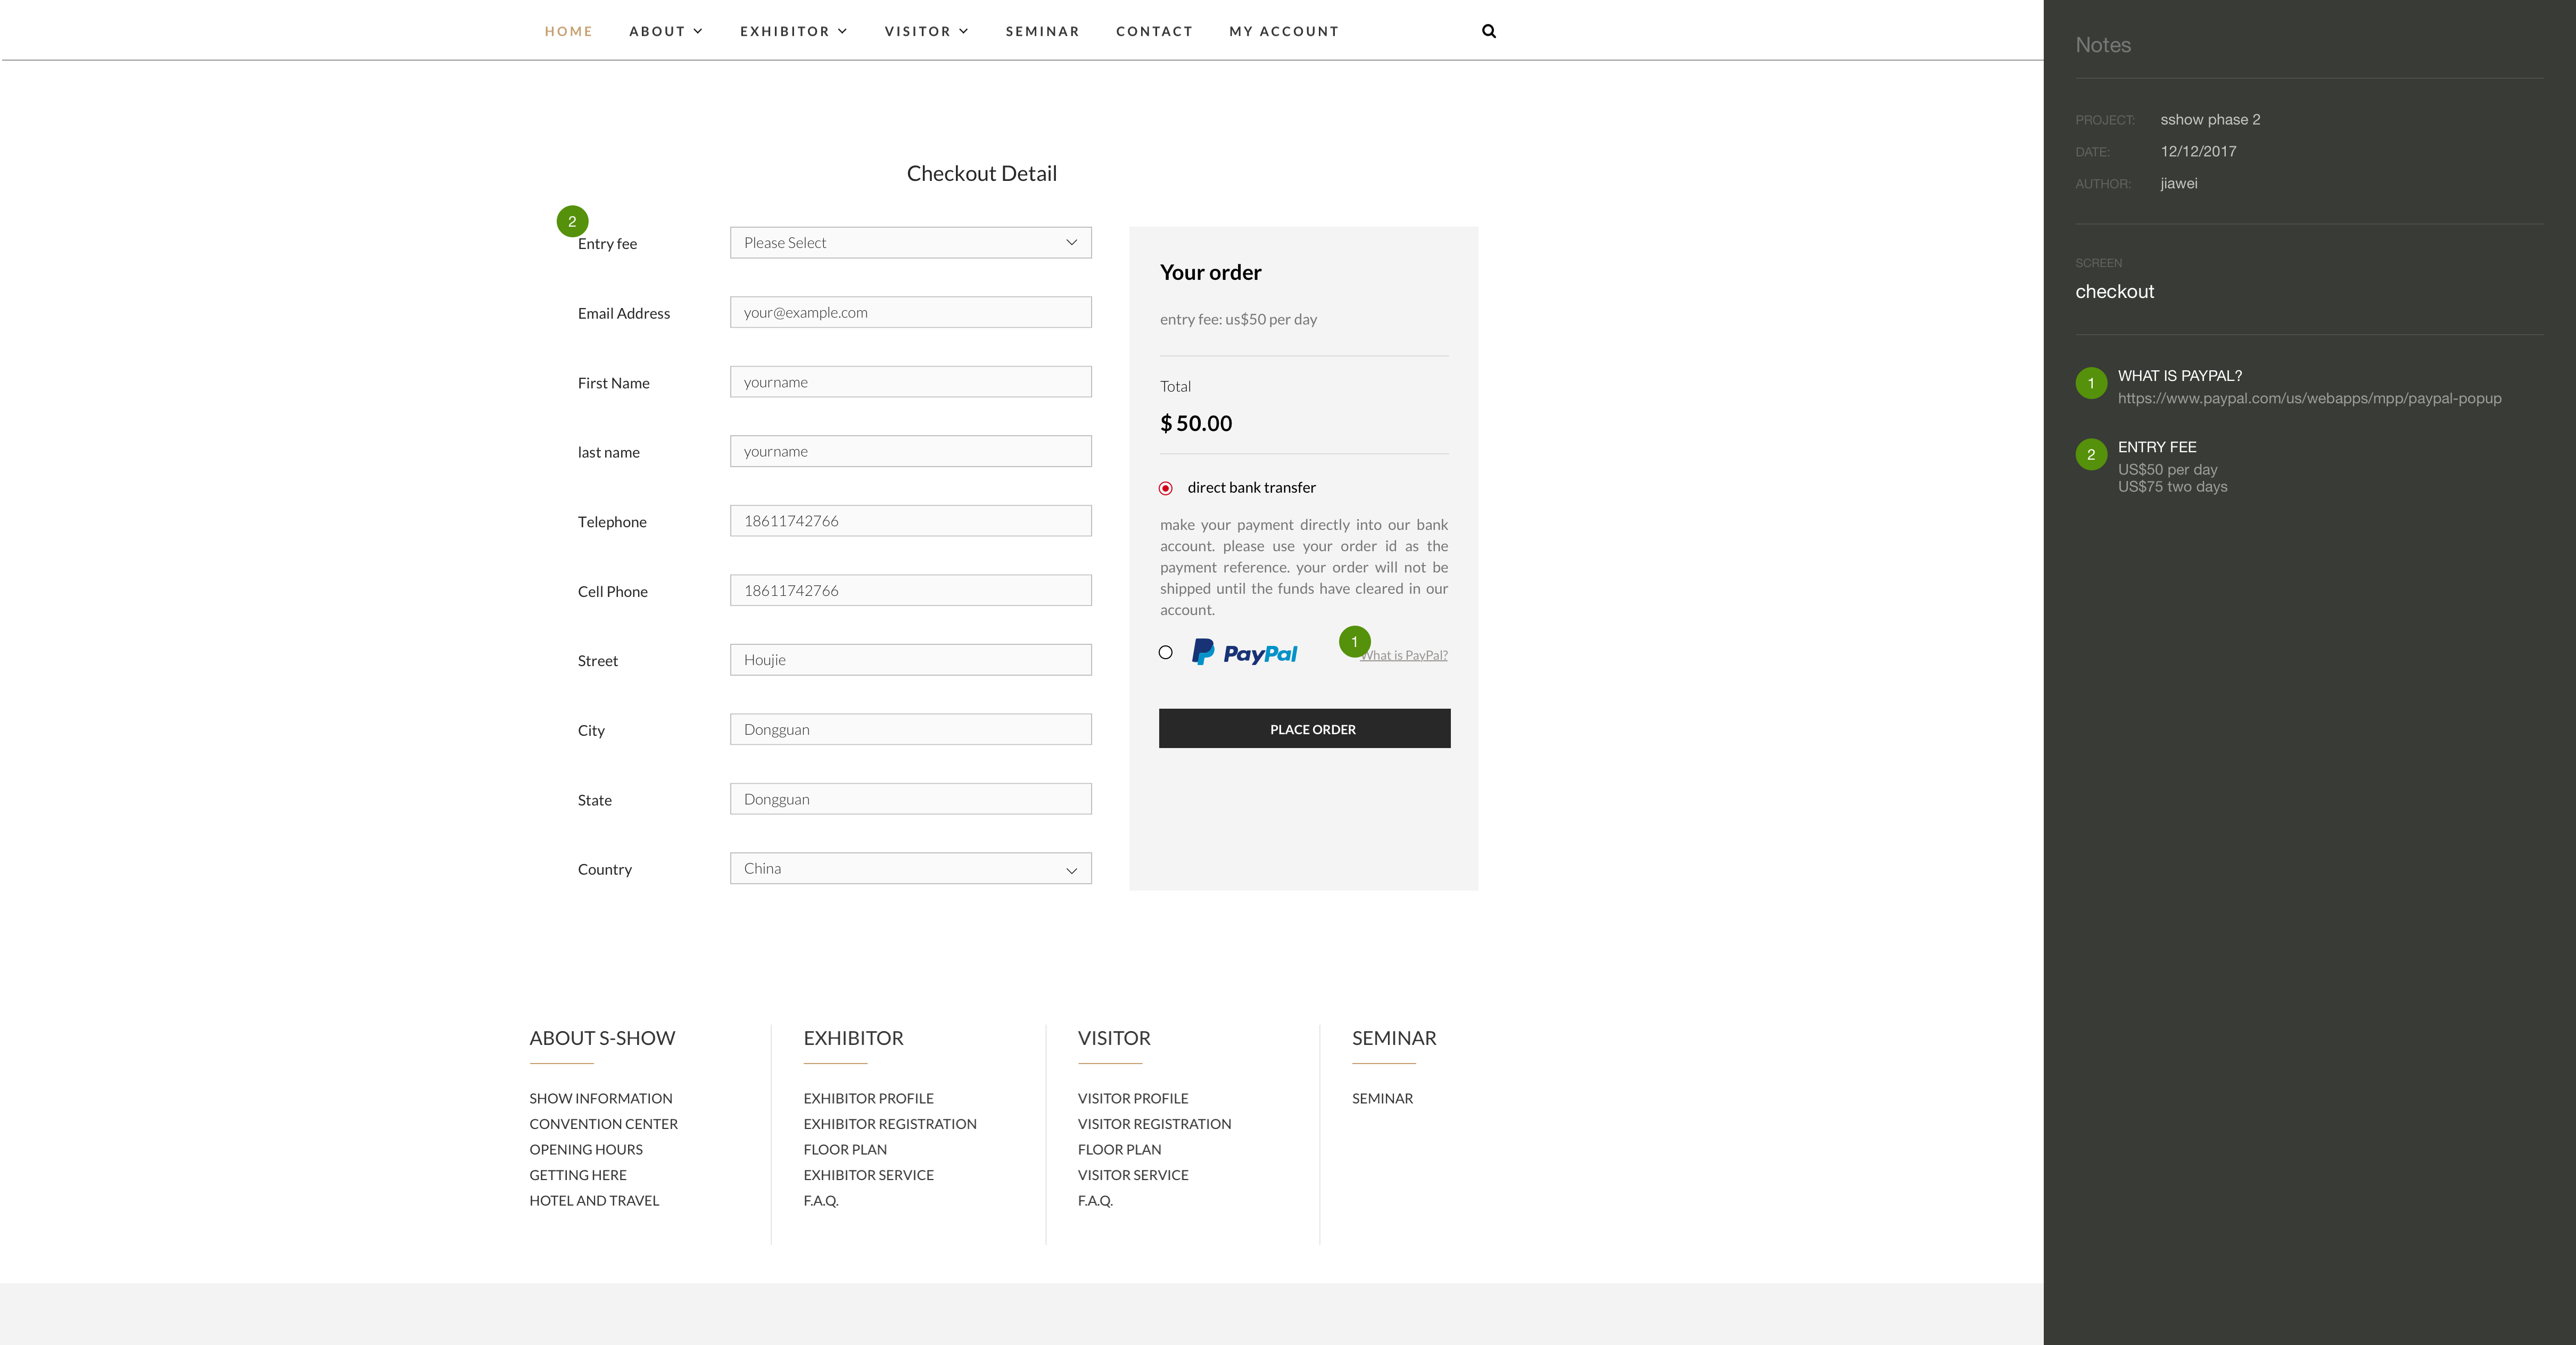 HOME ABOUT EXHIBITOR VISITOR SEMINAR CONTACT MY ACCOUNT
Checkout Detail
2
Entry fee
Please Select
Email Address
your@example.com
First Name
yourname
last name
yourname
Telephone
18611742766
Cell Phone
18611742766
Street
Houjie
City
Dongguan
State
Dongguan
Country
China
Your order
entry fee: us$50 per day
Total
$ 50.00
direct bank transfer
make your payment directly into our bank
account. please use your order id as the
payment reference. your order will not be
shipped until the funds have cleared in our
account.
PayPal
1
What is PayPal?
PLACE ORDER
ABOUT S-SHOW
SHOW INFORMATION
CONVENTION CENTER
OPENING HOURS
GETTING HERE
HOTEL AND TRAVEL
EXHIBITOR
EXHIBITOR PROFILE
EXHIBITOR REGISTRATION
FLOOR PLAN
EXHIBITOR SERVICE
F.A.Q.
VISITOR
VISITOR PROFILE
VISITOR REGISTRATION
FLOOR PLAN
VISITOR SERVICE
F.A.Q.
SEMINAR
SEMINAR
Notes
PROJECT: sshow phase 2
DATE: 12/12/2017
AUTHOR: jiawei
SCREEN
checkout
1
WHAT IS PAYPAL?
https://www.paypal.com/us/webapps/mpp/paypal-popup
2
ENTRY FEE
US$50 per day
US$75 two days